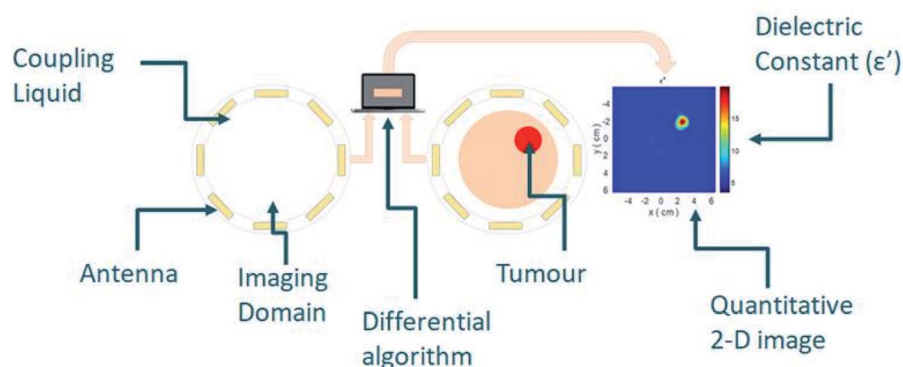 Coupling
Liquid
Dielectric
Constant (ε’)
ε'
-4
-2
0
2
4
6
y ( cm )
-4 -2 0 2 4 6
x ( cm )
15
10
5
Antenna
Imaging
Domain
Differential
algorithm
Tumour
Quantitative
2-D image